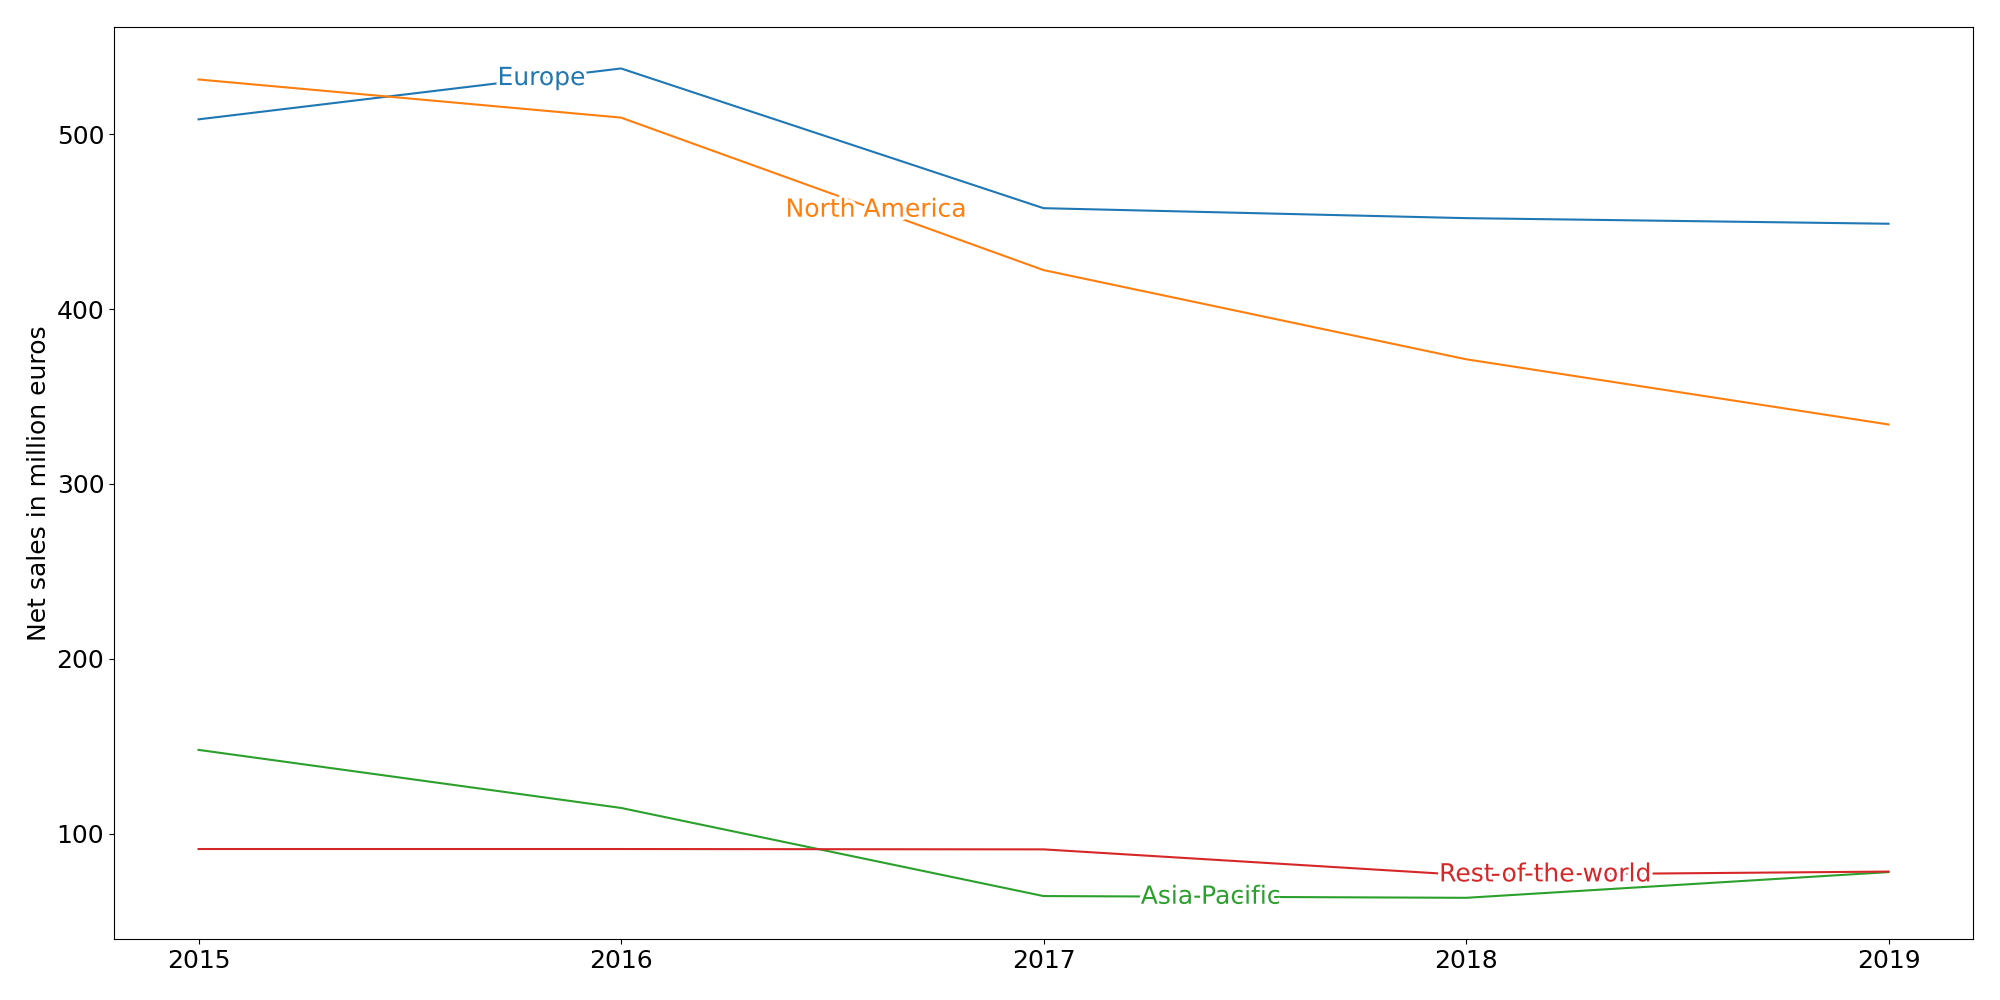 Net sales in million euros
500
400
300
200
100
Europe
North America
Rest-of-the-world
Asia-Pacific
2015
2016
2017
2018
2019